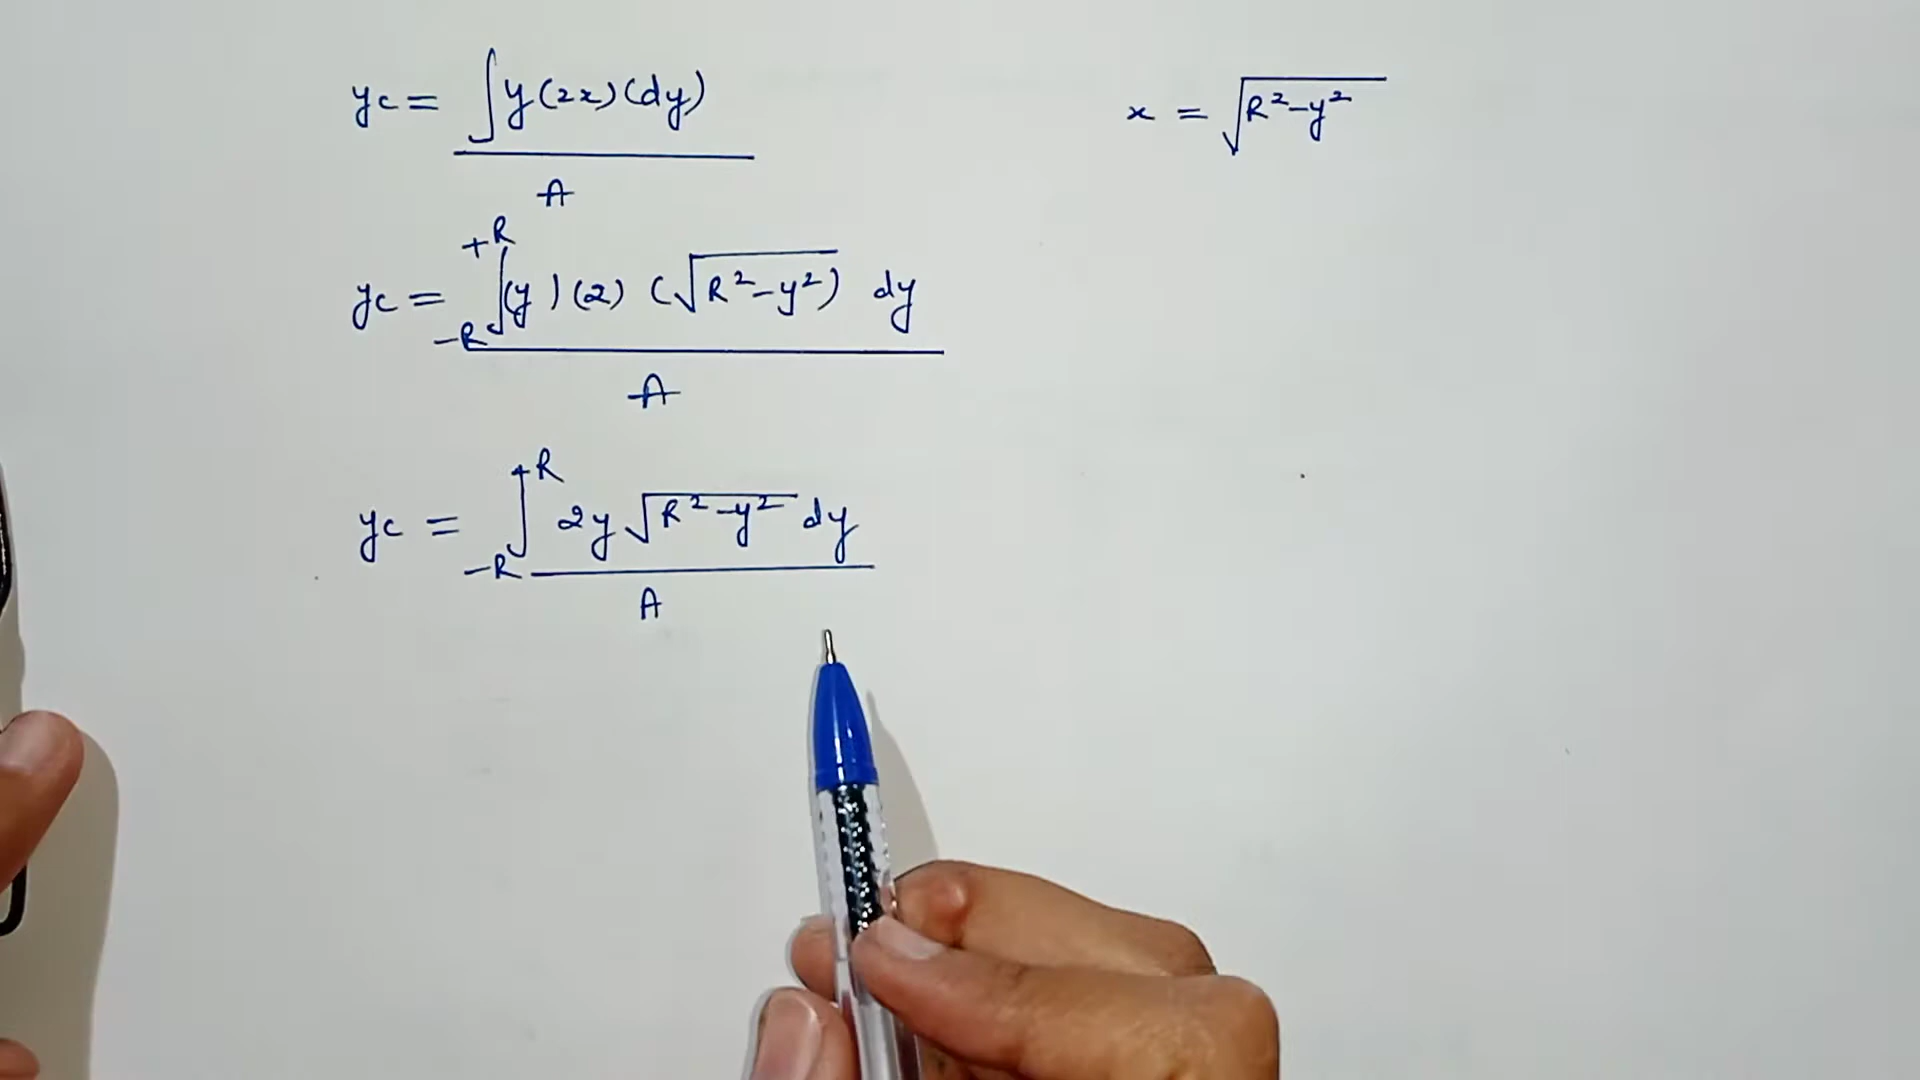 yc = ∫y(2x)(dy)
A
x = √R²-y²
+R
yc = ∫(y)(2) (√R²-y²) dy
-R
A
+R
yc = ∫ 2y√R²-y² dy
-R
A